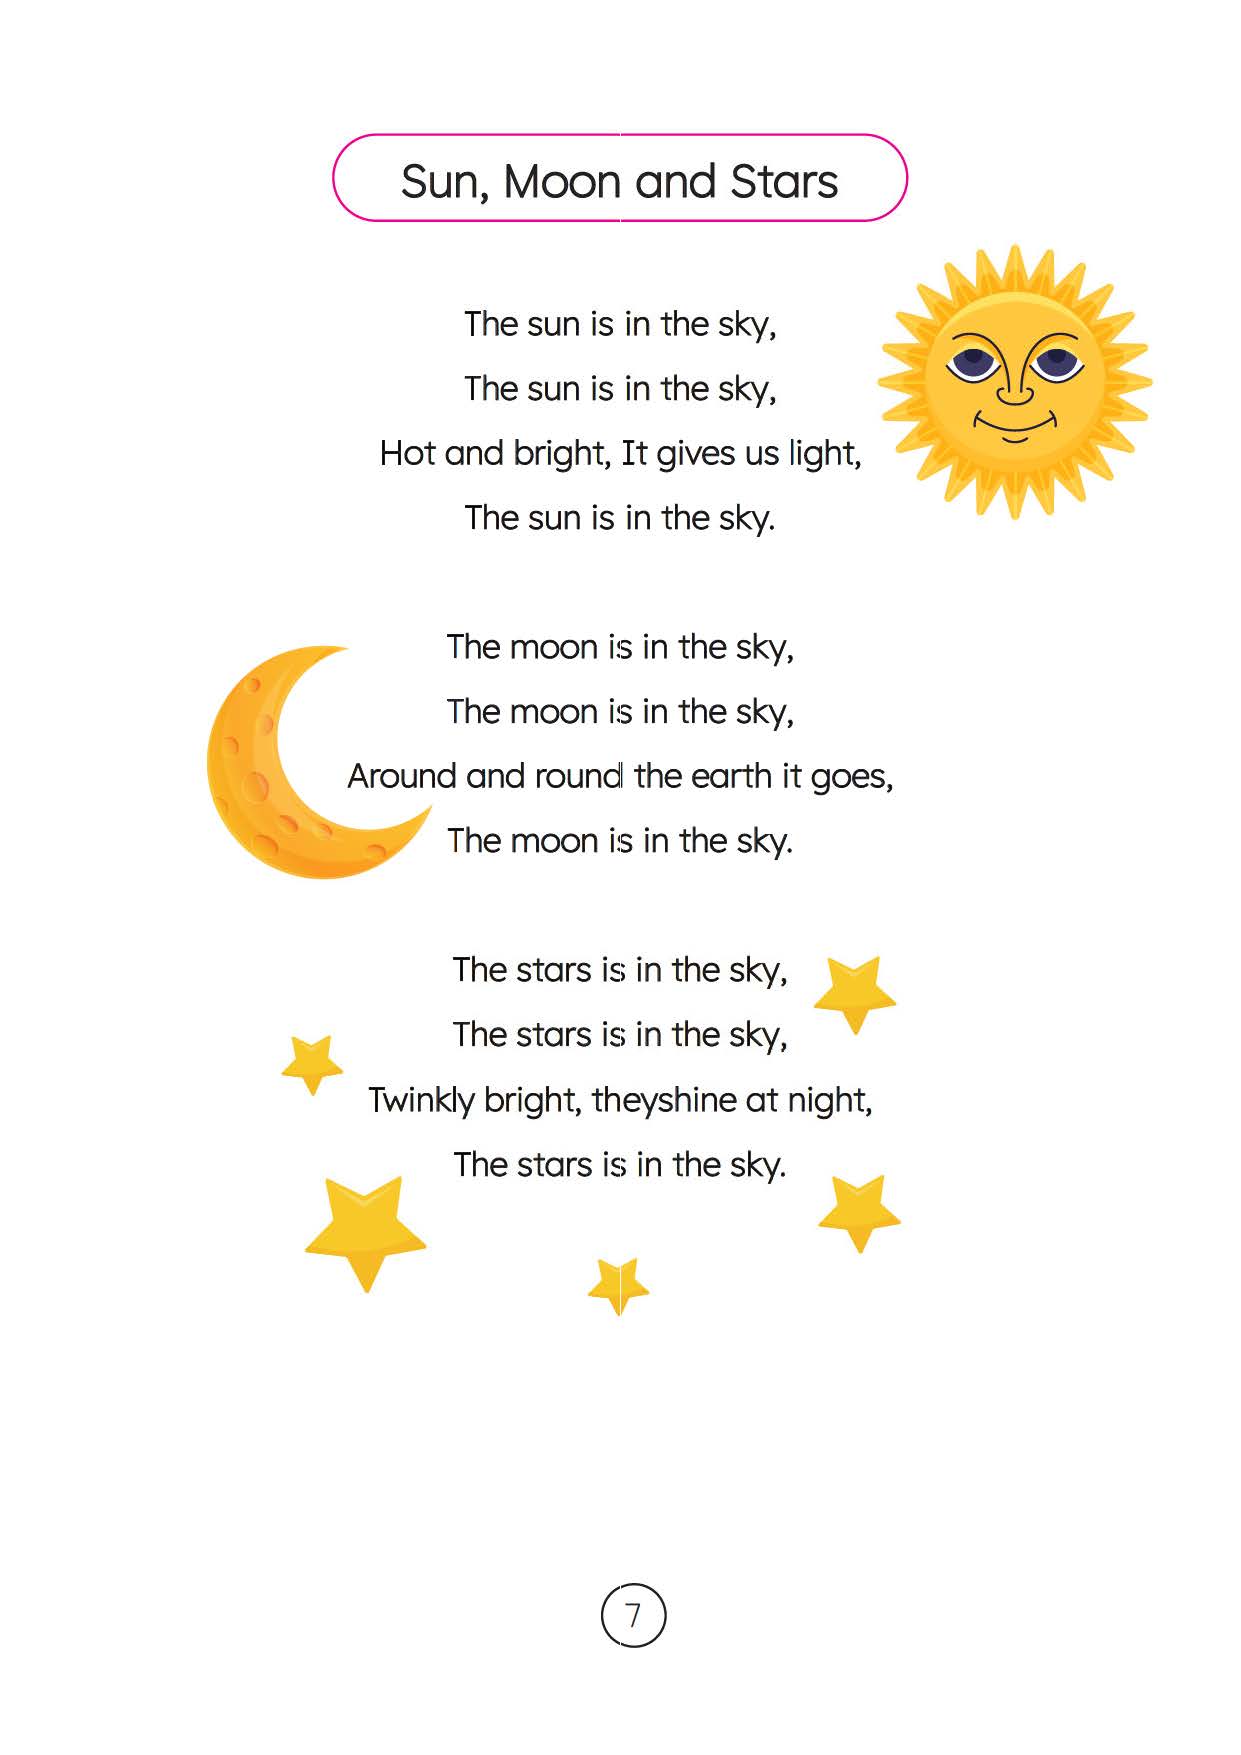 Sun, Moon and Stars
The sun is in the sky,
The sun is in the sky,
Hot and bright, It gives us light,
The sun is in the sky.
The moon is in the sky,
The moon is in the sky,
Around and round the earth it goes,
The moon is in the sky.
The stars is in the sky,
The stars is in the sky,
Twinkly bright, theyshine at night,
The stars is in the sky.
7